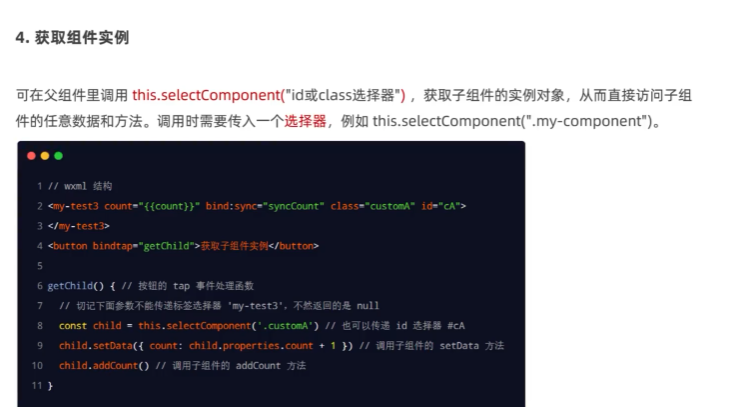 4. 获取组件实例
可在父组件里调用 this.selectComponent("id或class选择器") ，获取子组件的实例对象，从而直接访问子组
件的任意数据和方法。调用时需要传入一个选择器，例如 this.selectComponent(".my-component")。
1 // wxml 结构
2 <my-test3 count="{{count}}" bind:sync="syncCount" class="customA" id="cA">
3 </my-test3>
4 <button bindtap="getChild">获取子组件实例</button>
5
6 getChild() { // 按钮的 tap 事件处理函数
7 // 切记下面参数不能传递标签选择器 'my-test3'，不然返回的是 null
8 const child = this.selectComponent('.customA') // 也可以传递 id 选择器 #cA
9 child.setData({ count: child.properties.count + 1 }) // 调用子组件的 setData 方法
10 child.addCount() // 调用子组件的 addCount 方法
11 }